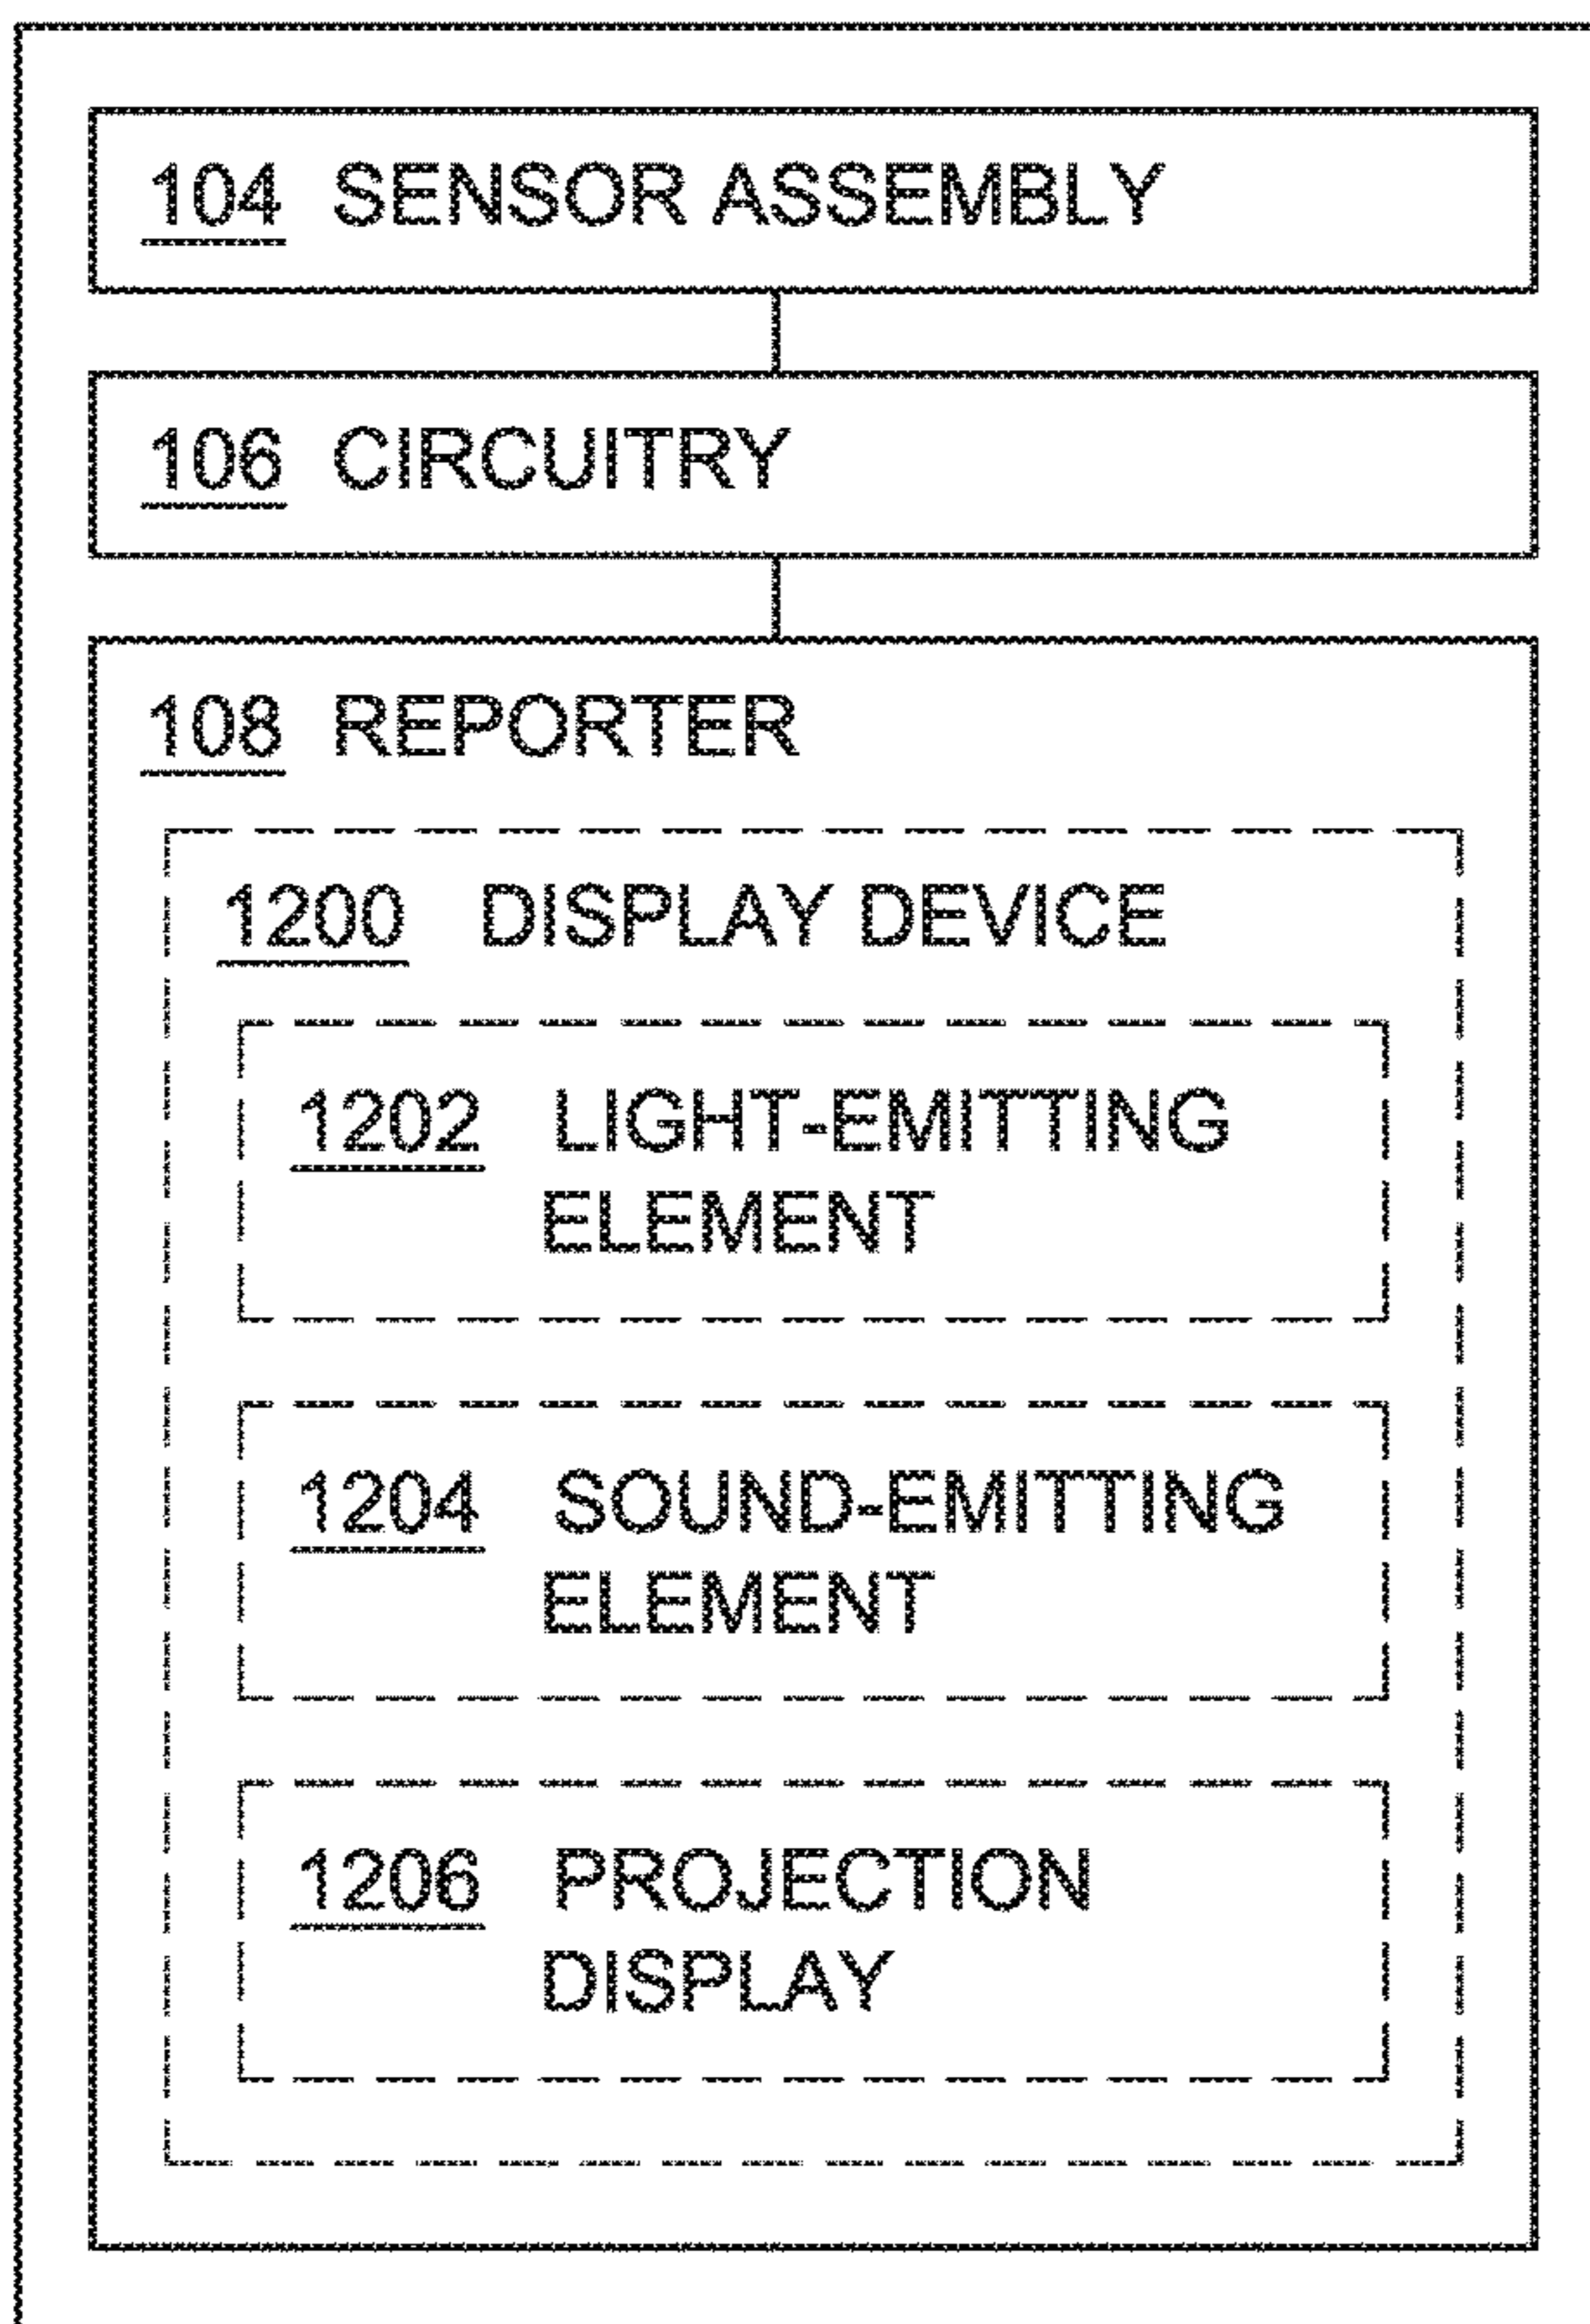 104 SENSOR ASSEMBLY
106 CIRCUITRY
108 REPORTER
1200 DISPLAY DEVICE
1202 LIGHT-EMITTING
ELEMENT
1204 SOUND-EMITTING
ELEMENT
1206 PROJECTION
DISPLAY